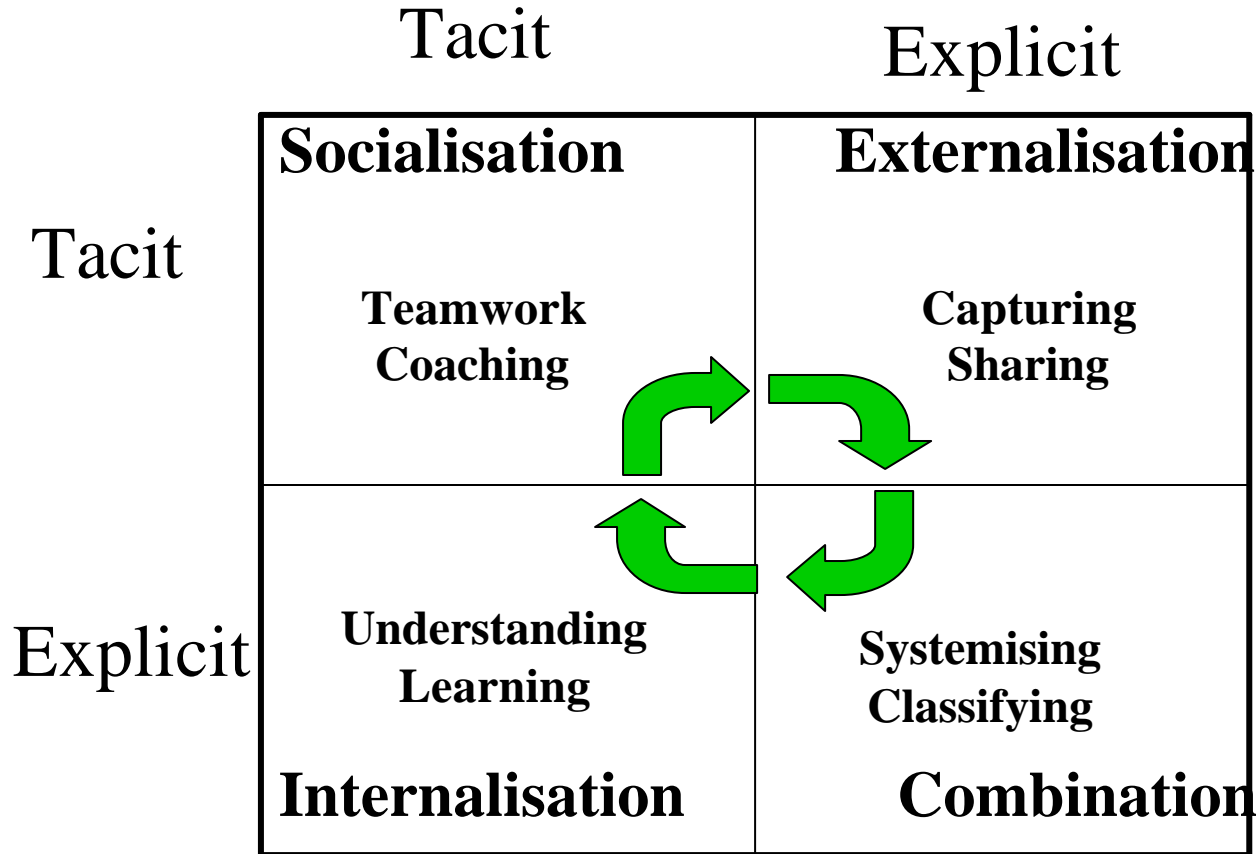 Tacit
Explicit
Socialisation
Externalisation
Tacit
Teamwork
Coaching
Capturing
Sharing
Explicit
Understanding
Learning
Systemising
Classifying
Internalisation
Combination